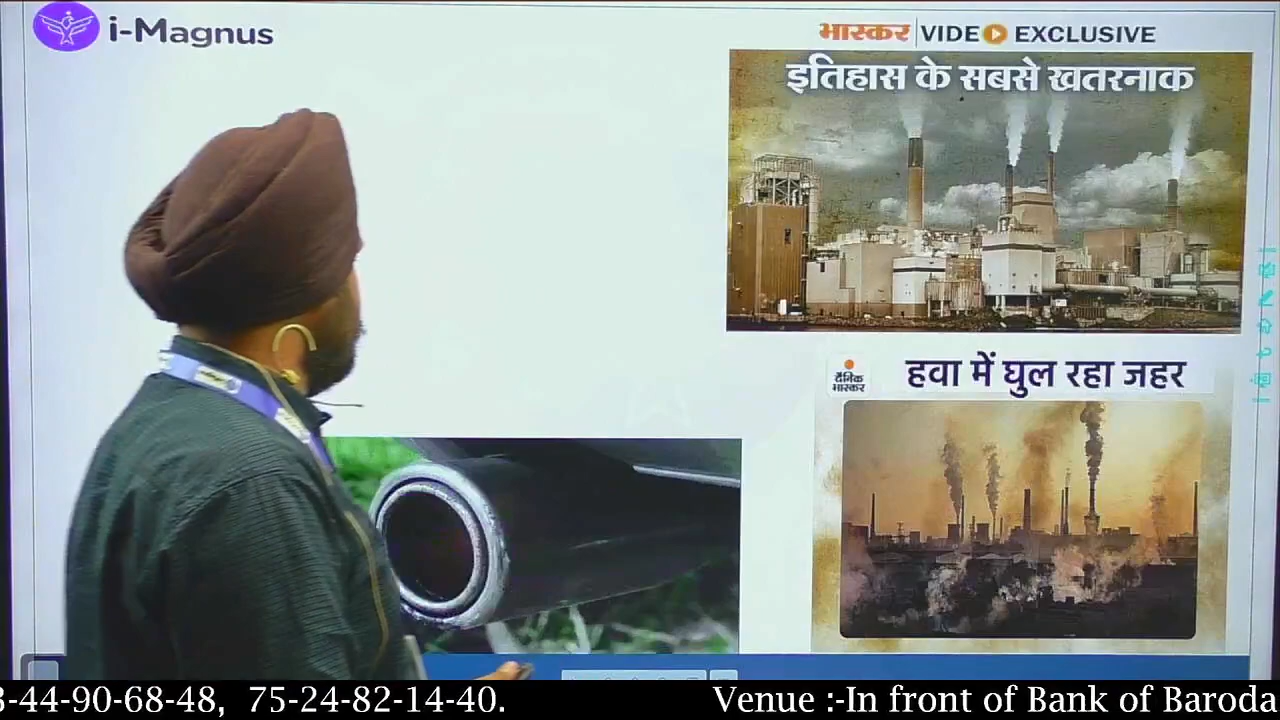 i-Magnus
भास्कर VIDEO EXCLUSIVE
इतिहास के सबसे खतरनाक
दैनिक
भास्कर
हवा में घुल रहा जहर
-44-90-68-48, 75-24-82-14-40. Venue :-In front of Bank of Baroda